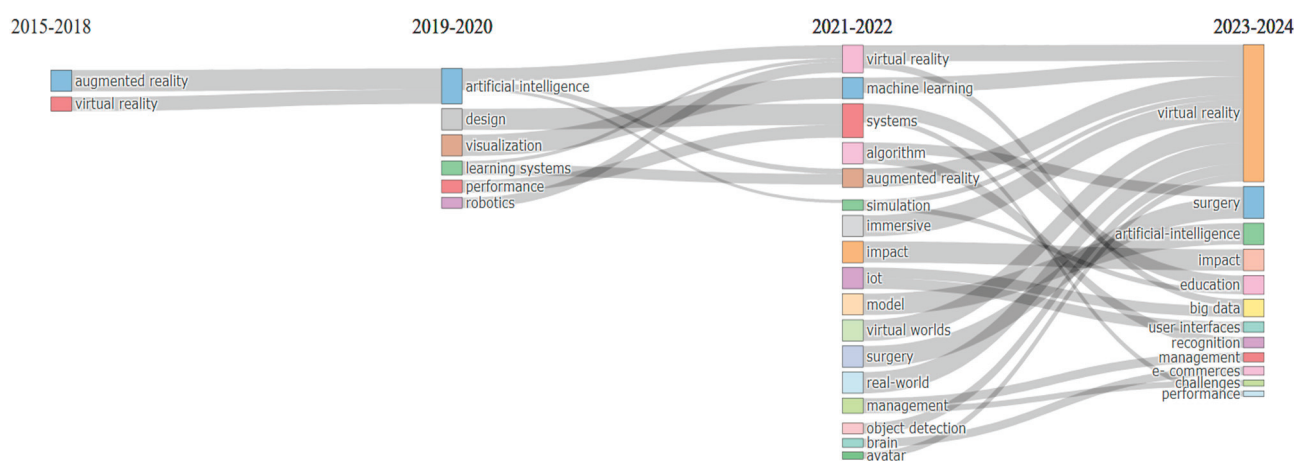 2015-2018
2019-2020
2021-2022
2023-2024
augmented reality
virtual reality
artificial intelligence
design
visualization
learning systems
performance
robotics
virtual reality
machine learning
systems
algorithm
augmented reality
simulation
immersive
impact
iot
model
virtual worlds
surgery
real-world
management
object detection
brain
avatar
virtual reality
surgery
artificial-intelligence
impact
education
big data
user interfaces
recognition
management
e- commerces
challenges
performance